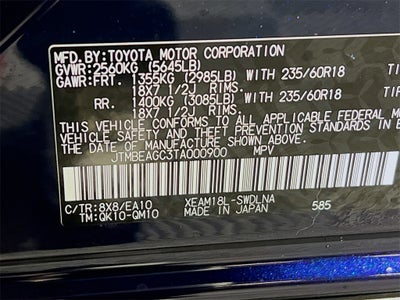 MFD.BY:TOYOTA MOTOR CORPORATION
GVWR:2560KG (5645LB)
GAWR:FRT. 1355KG (2985LB) WITH 235/60R18 TI
18X7 1/2J RIMS.
RR. 1400KG (3085LB) WITH 235/60R18 TIR
18X7 1/2J RIMS.
THIS VEHICLE CONFORMS TO ALL APPLICABLE FEDERAL M
VEHICLE SAFETY AND THEFT PREVENTION STANDARDS IN
THE DATE OF
JTMBEAGC3TA000900 MPV
C/TR:8X8/EA10 XEAM18L-SWDLNA
TM:QK10-QM10 MADE IN JAPAN 585